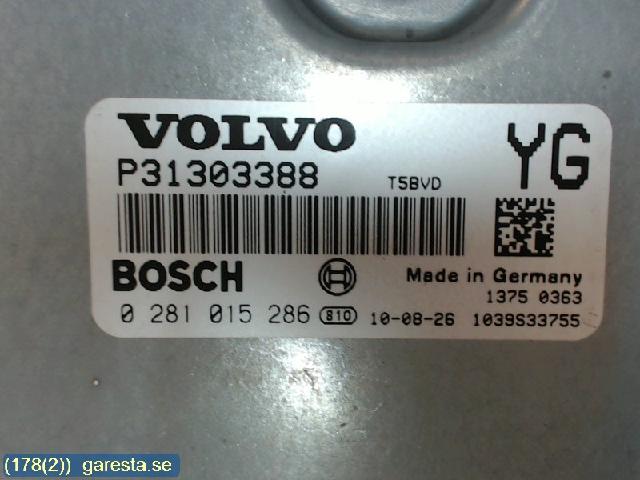 VOLVO
YG
P31303388
T5BVD
BOSCH
Made in Germany
1375 0363
0 281 015 286 S10 10-08-26 1039S33755
(178(2)) garesta.se